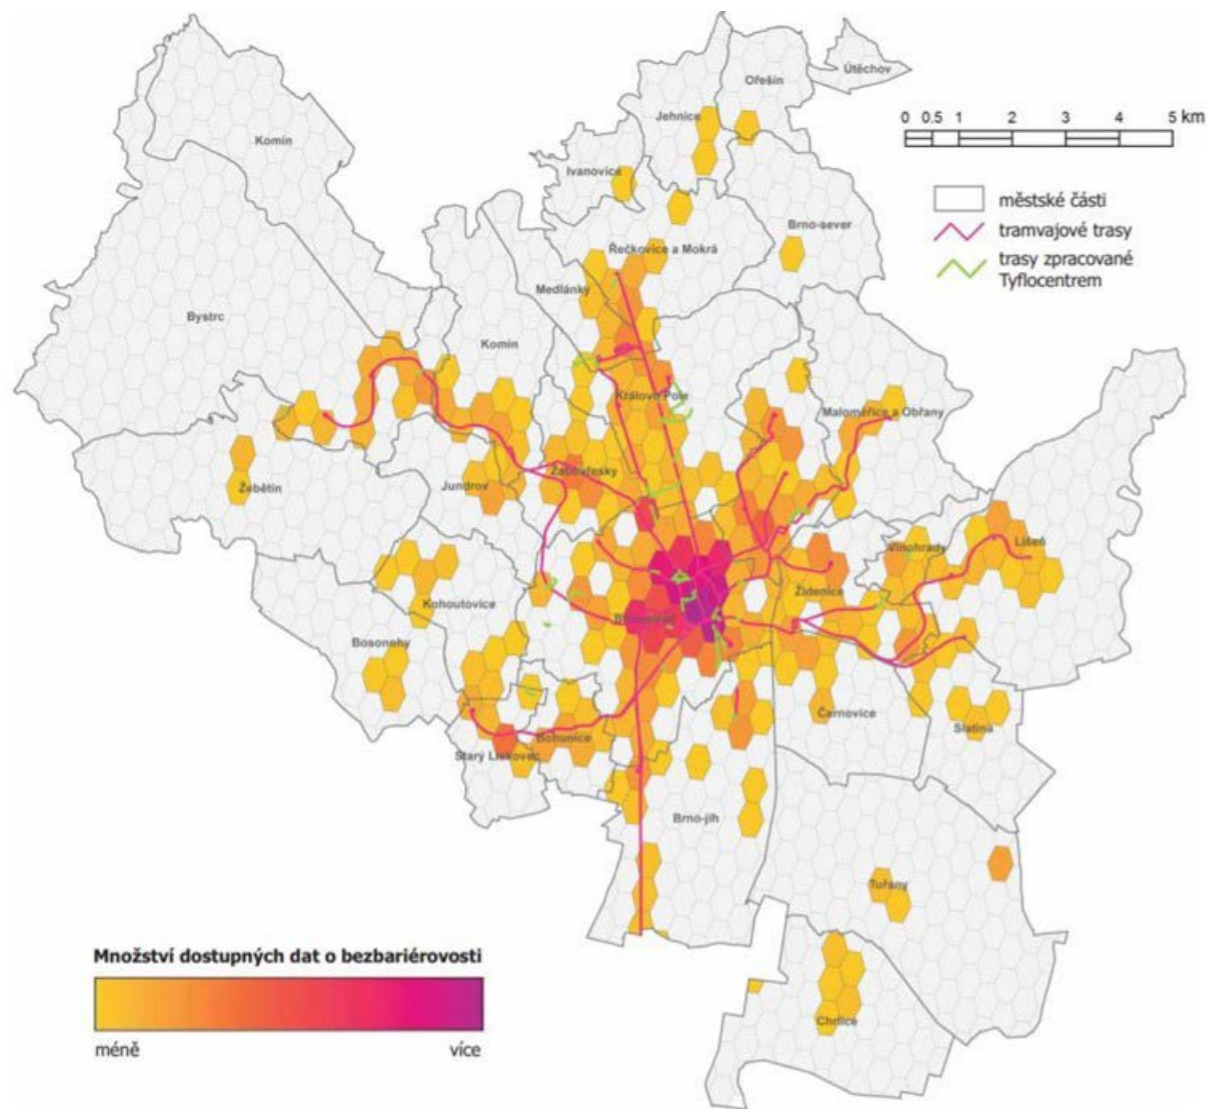 Útěchov
Ořešín
Jehnice
0 0.5 1 2 3 4 5 km
Komín
Ivanovice
městské části
Brno-sever
tramvajové trasy
Řečkovice a Mokrá
trasy zpracované
Tyflocentrem
Medlánky
Bystrc
Komín
Královo Pole
Maloměřice a Obřany
Žabovřesky
Jundrov
Žebětín
Líšeň
Vinohrady
Židenice
Kohoutovice
Brno-střed
Bosonohy
Černovice
Slatina
Bohunice
Starý Lískovec
Brno-jih
Tuřany
Množství dostupných dat o bezbariérovosti
Chrlice
méně
více